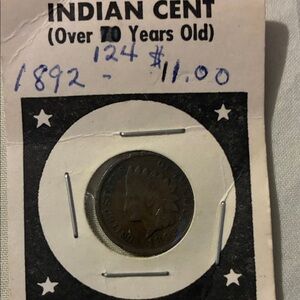 INDIAN CENT
(Over 70 Years Old)
124 $
1892 - 11.00